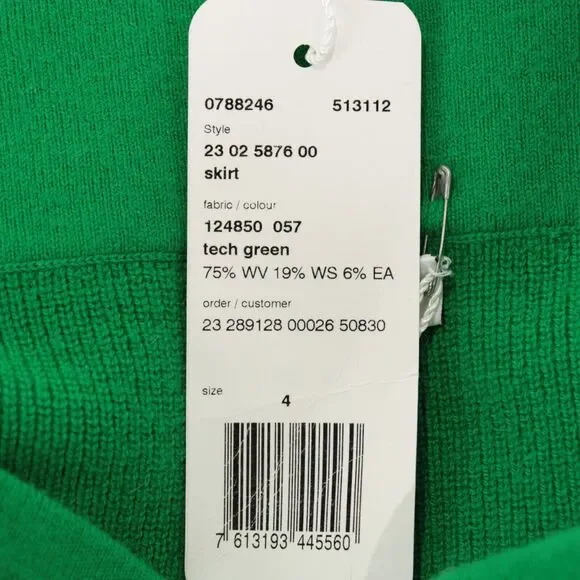 0788246 513112
Style
23 02 5876 00
skirt
fabric / colour
124850 057
tech green
75% WV 19% WS 6% EA
order / customer
23 289128 00026 50830
size
4
7 613193 445560